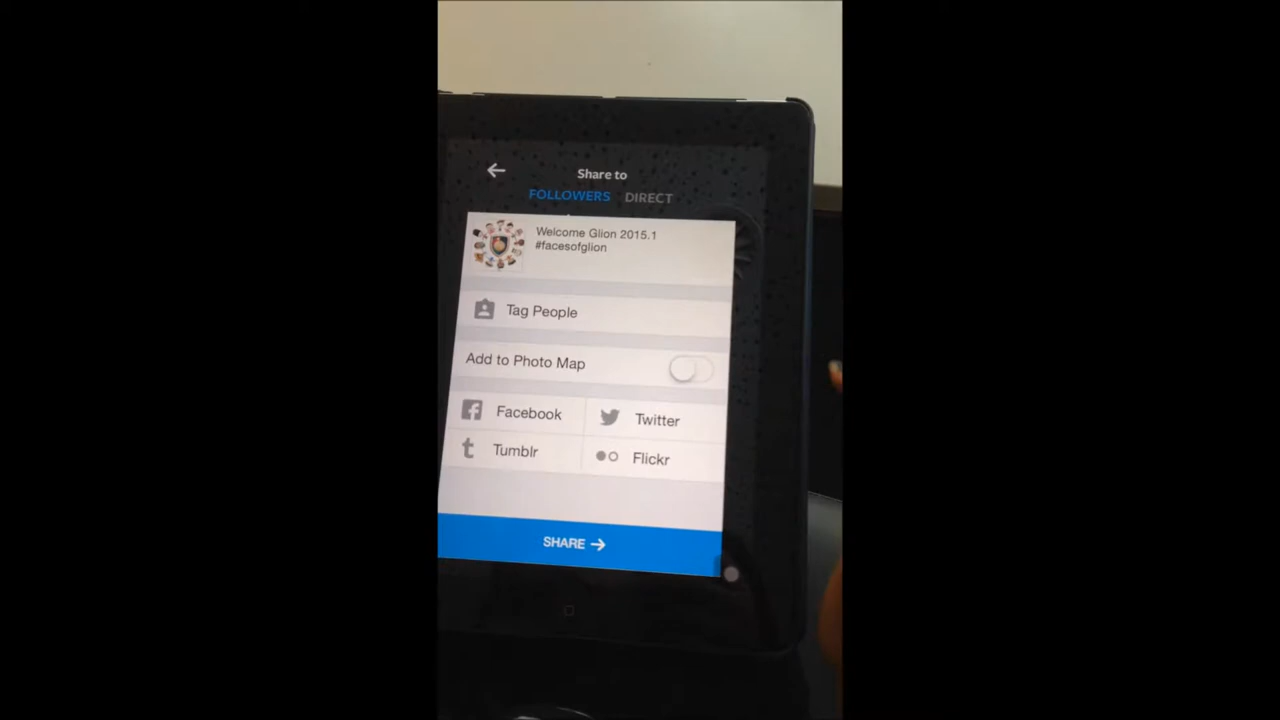 Share to
FOLLOWERS DIRECT
Welcome Glion 2015.1
#facesofglion
Tag People
Add to Photo Map
Facebook
Twitter
Tumblr
Flickr
SHARE